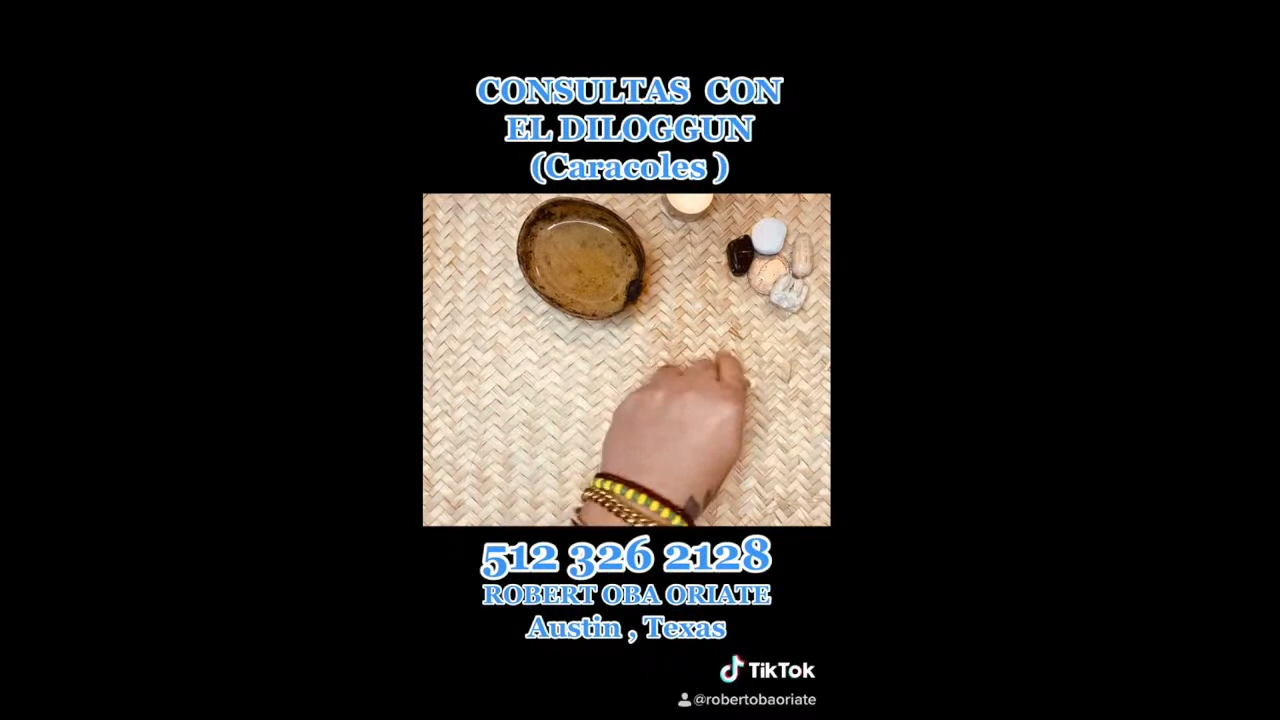 CONSULTAS CON
EL DILOGGUN
(Caracoles )
512 326 2128
ROBERT OBA ORIATE
Austin , Texas
TikTok
@robertobaoriate